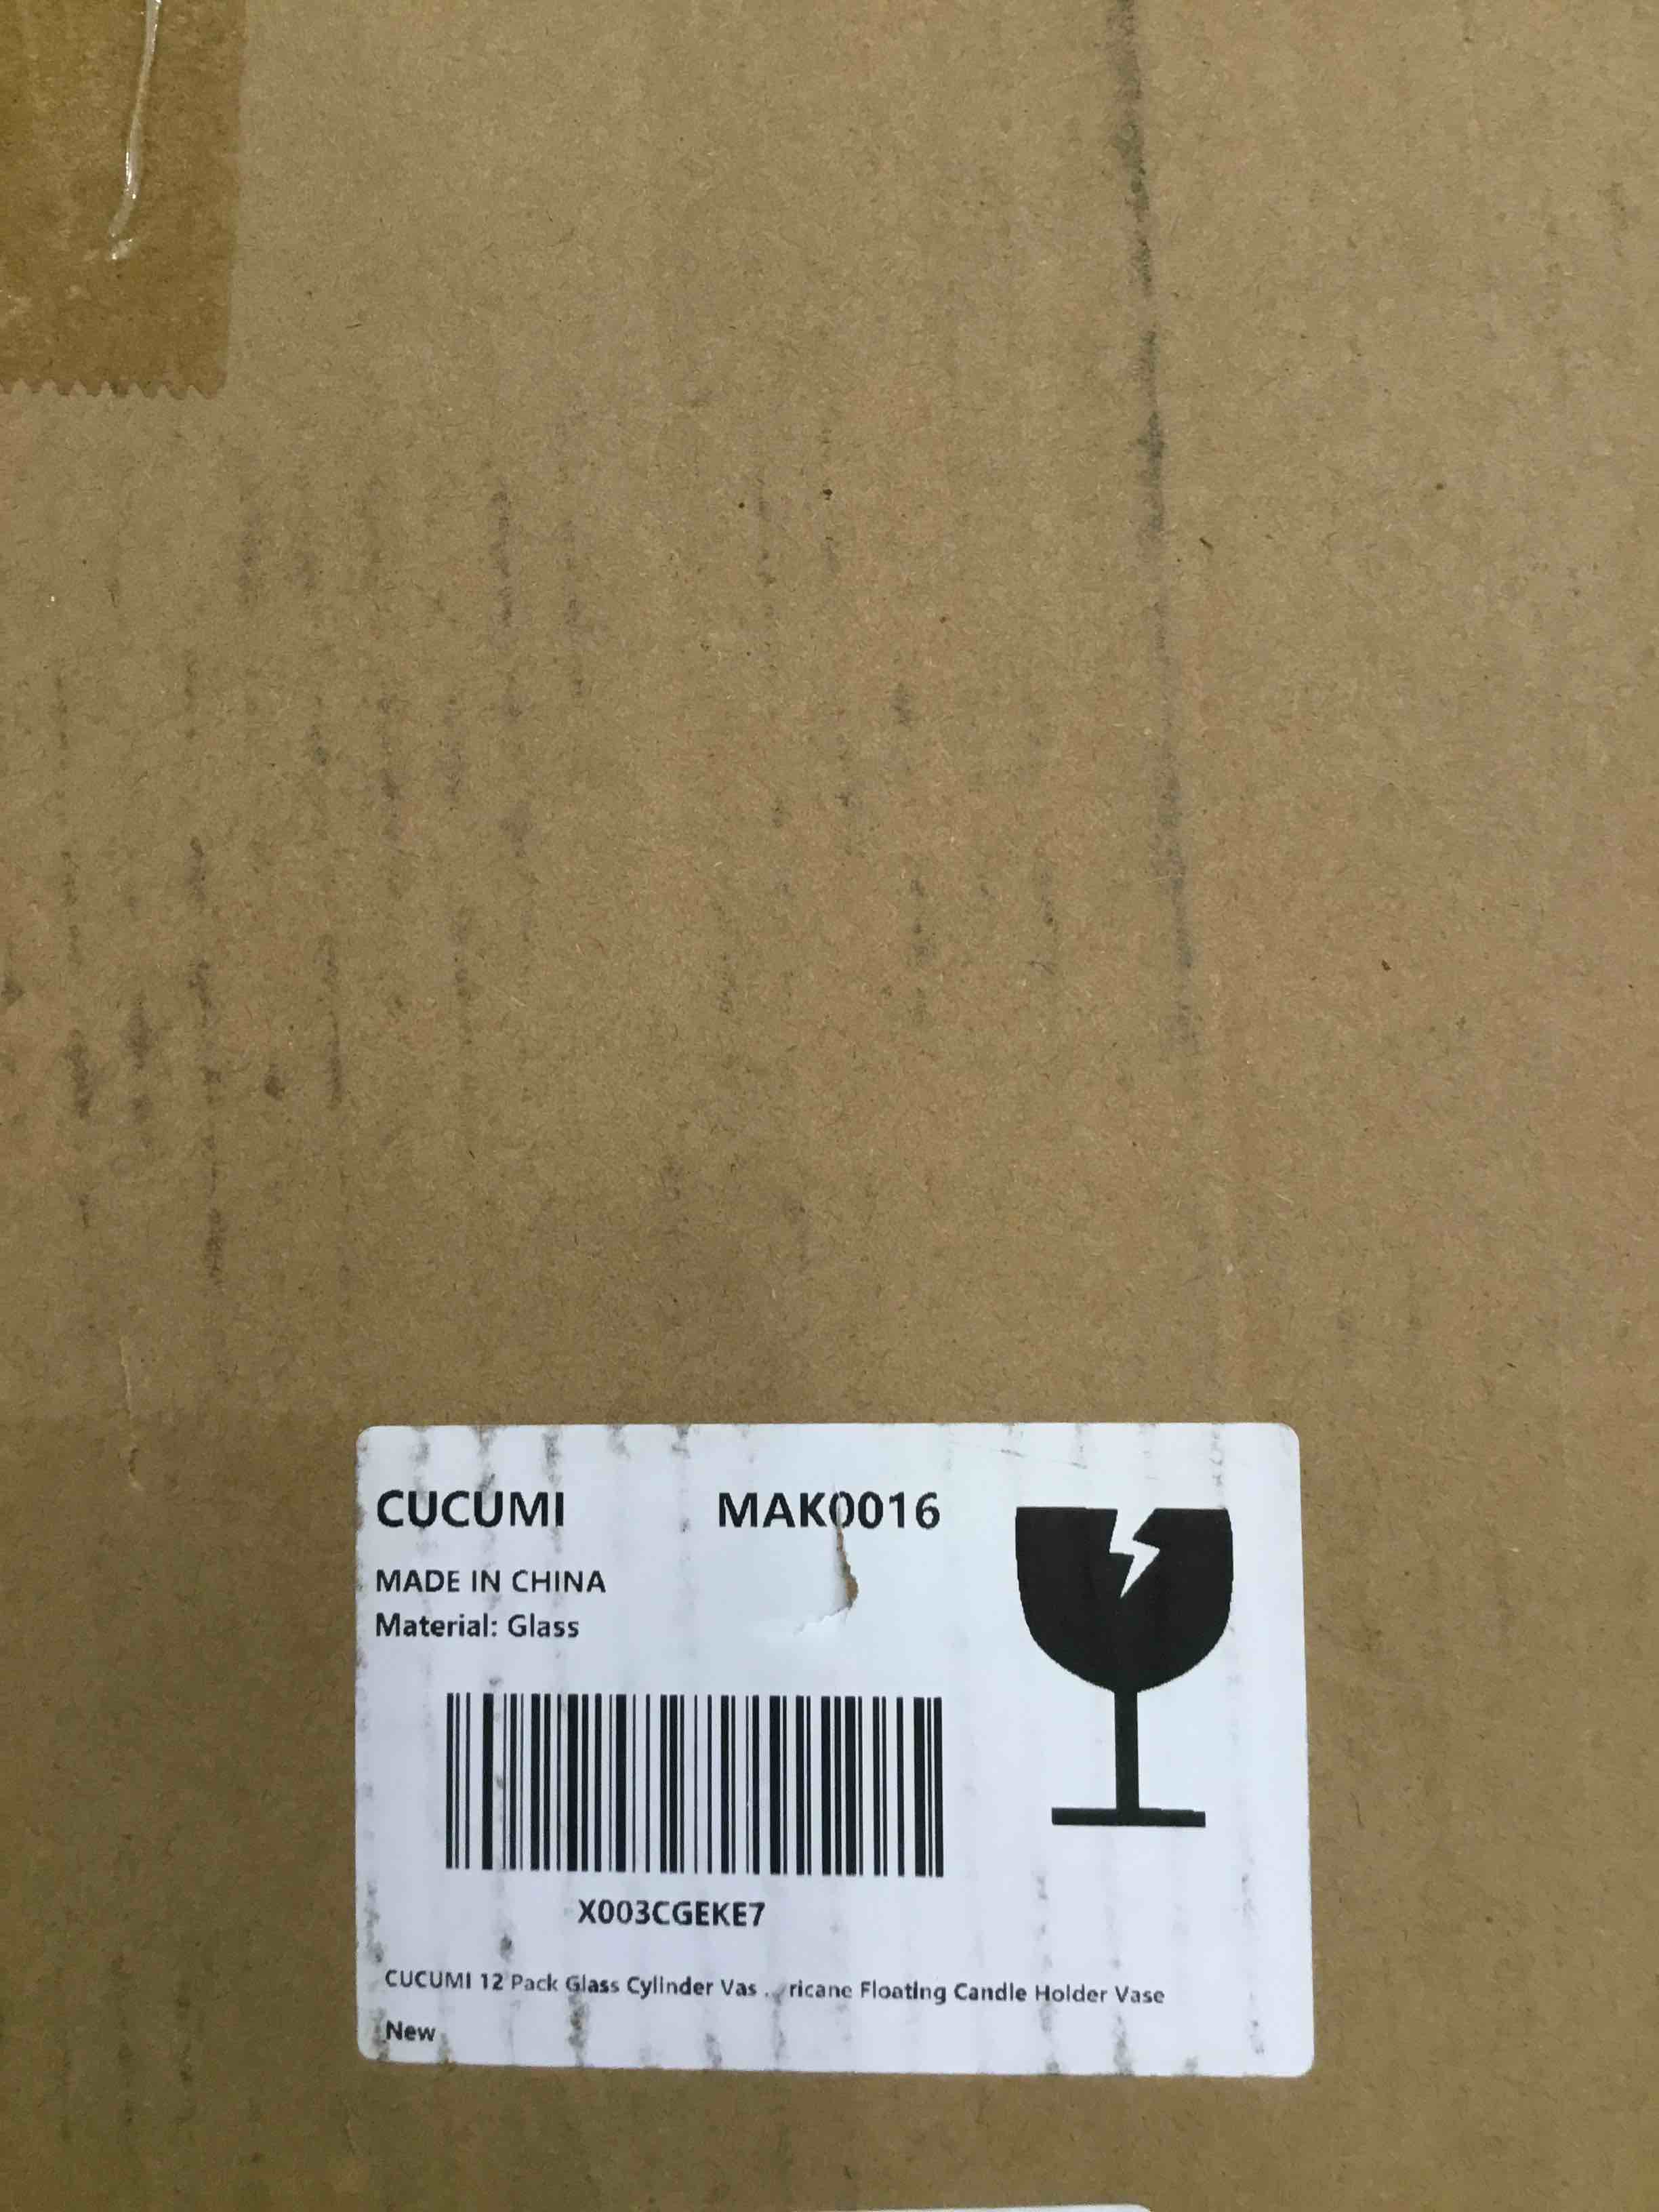 CUCUMI MAK0016
MADE IN CHINA
Material: Glass
X003CGEKE7
CUCUMI 12 Pack Glass Cylinder Vas ... ricane Floating Candle Holder Vase
New